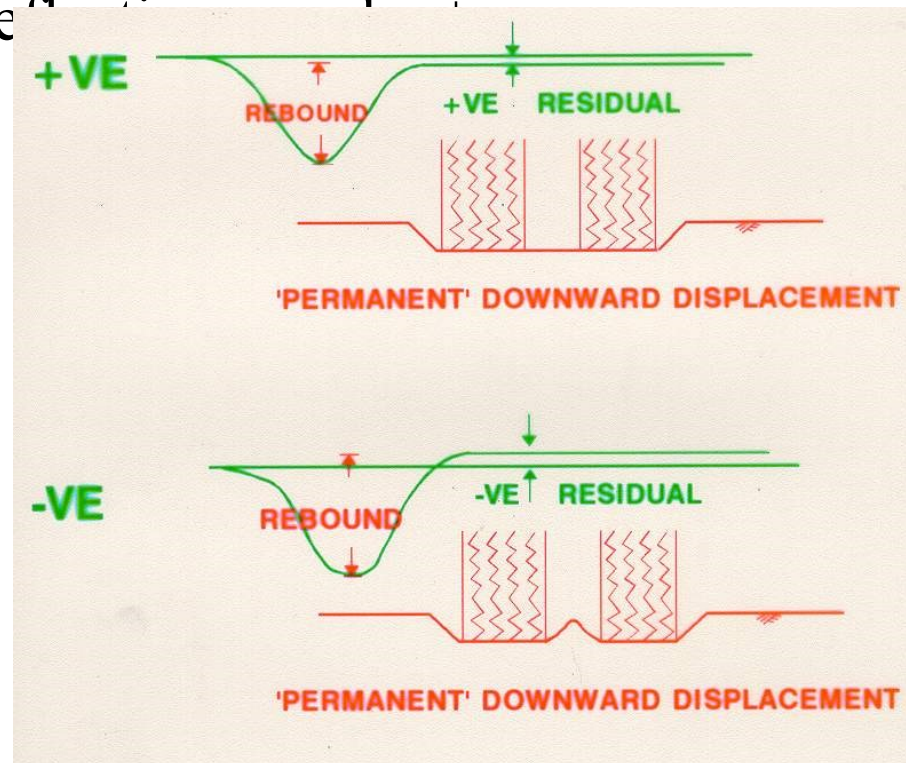 +VE
REBOUND
+VE RESIDUAL
'PERMANENT' DOWNWARD DISPLACEMENT
-VE
REBOUND
-VE RESIDUAL
'PERMANENT' DOWNWARD DISPLACEMENT